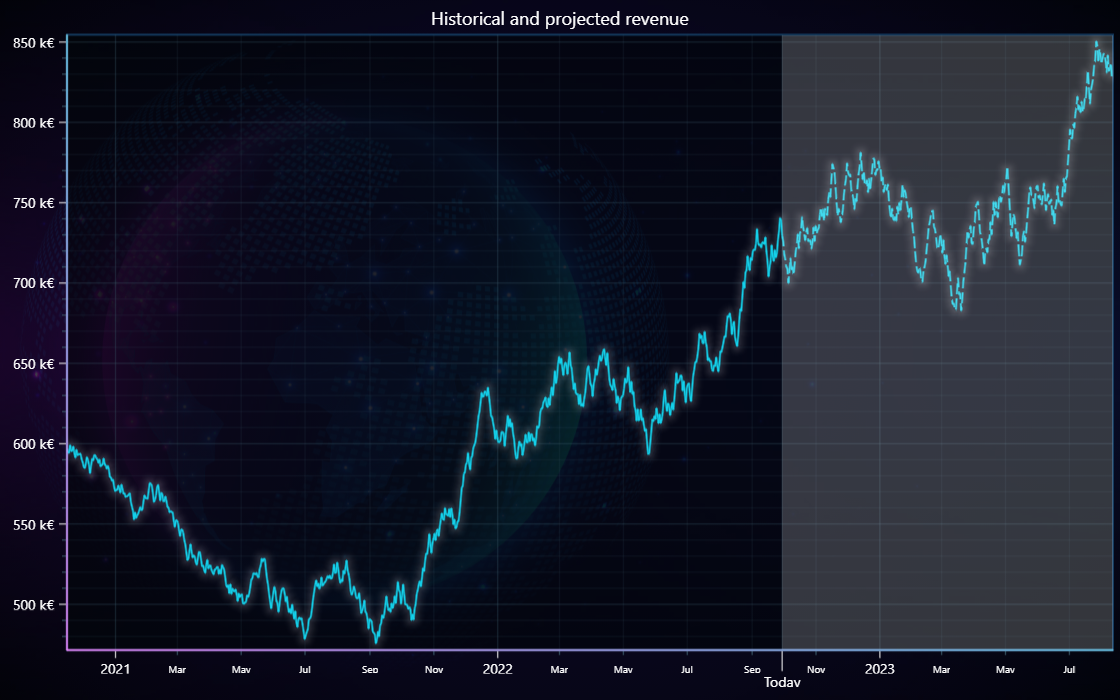 Historical and projected revenue
850 k€
800 k€
750 k€
700 k€
650 k€
600 k€
550 k€
500 k€
2021 Mar May Jul Sep Nov 2022 Mar May Jul Sep Nov 2023 Mar May Jul
Today